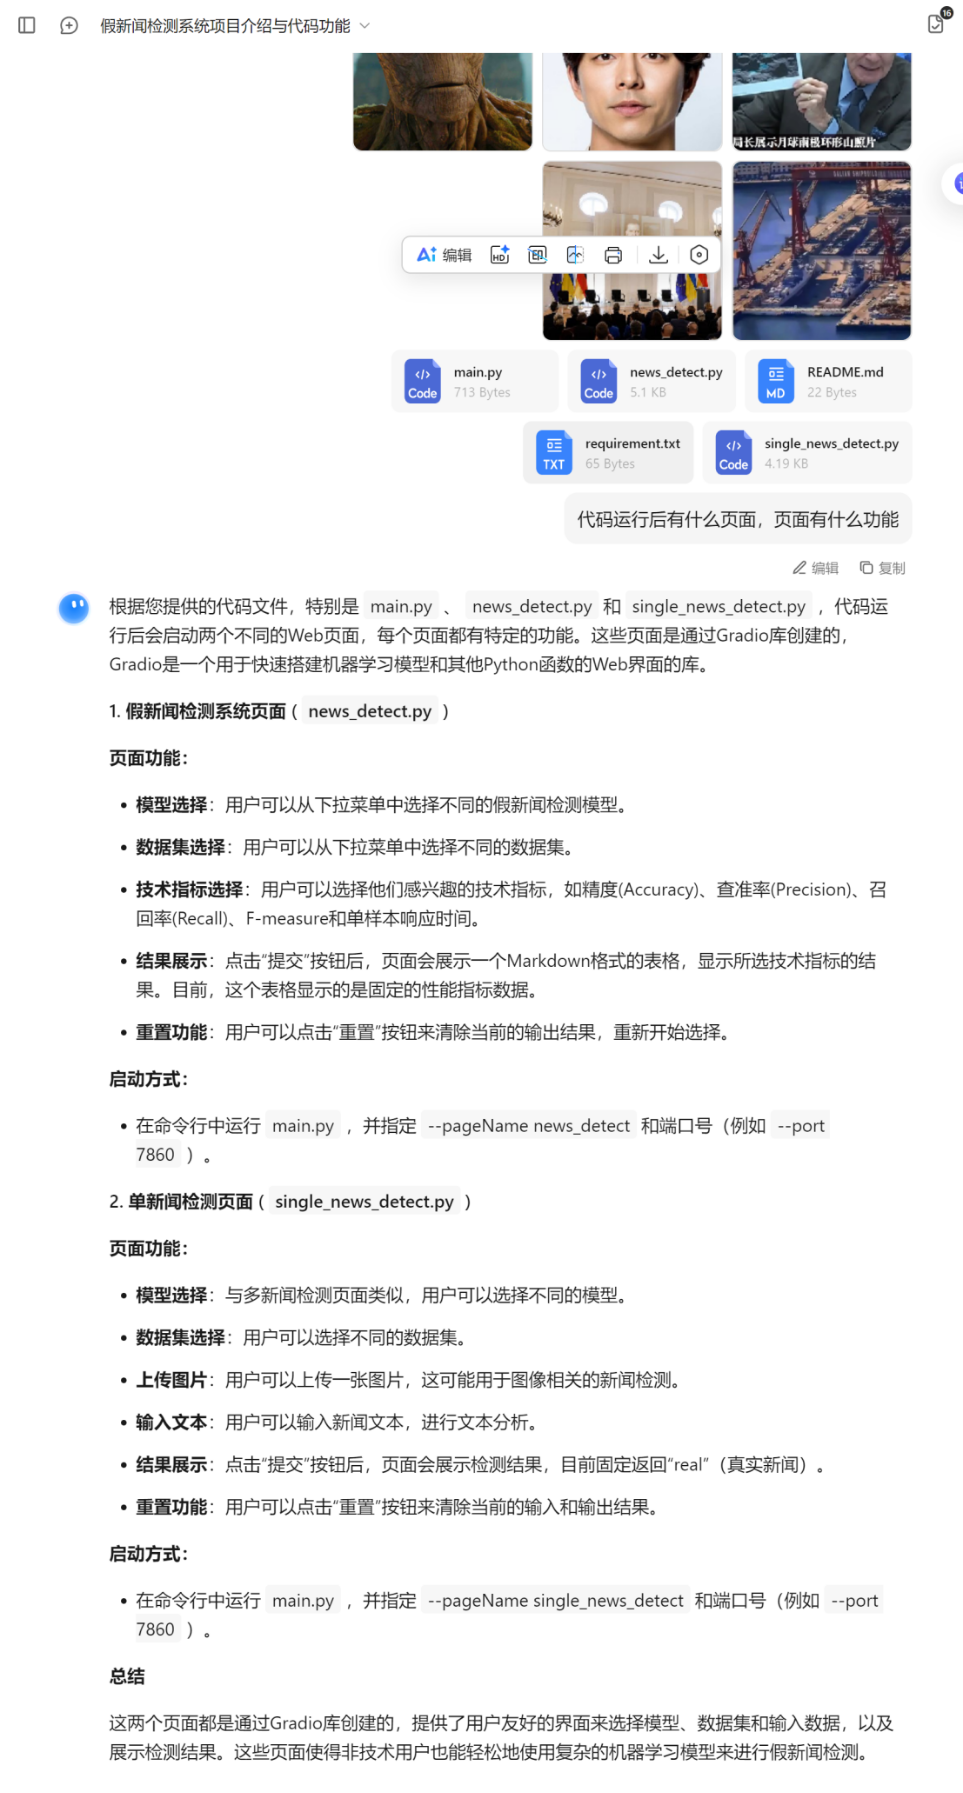 假新闻检测系统项目介绍与代码功能
16
局长展示月球南极环形山照片
编辑
HD
main.py
713 Bytes
Code
news_detect.py
5.1 KB
Code
README.md
22 Bytes
MD
requirement.txt
65 Bytes
TXT
single_news_detect.py
4.19 KB
Code
代码运行后有什么页面，页面有什么功能
编辑 复制
根据您提供的代码文件，特别是 main.py 、 news_detect.py 和 single_news_detect.py ，代码运
行后会启动两个不同的Web页面，每个页面都有特定的功能。这些页面是通过Gradio库创建的，
Gradio是一个用于快速搭建机器学习模型和其他Python函数的Web界面的库。
1. 假新闻检测系统页面 ( news_detect.py )
页面功能：
• 模型选择：用户可以从下拉菜单中选择不同的假新闻检测模型。
• 数据集选择：用户可以从下拉菜单中选择不同的数据集。
• 技术指标选择：用户可以选择他们感兴趣的技术指标，如精度(Accuracy)、查准率(Precision)、召
回率(Recall)、F-measure和单样本响应时间。
• 结果展示：点击“提交”按钮后，页面会展示一个Markdown格式的表格，显示所选技术指标的结
果。目前，这个表格显示的是固定的性能指标数据。
• 重置功能：用户可以点击“重置”按钮来清除当前的输出结果，重新开始选择。
启动方式：
• 在命令行中运行 main.py ，并指定 --pageName news_detect 和端口号（例如 --port
7860 ）。
2. 单新闻检测页面 ( single_news_detect.py )
页面功能：
• 模型选择：与多新闻检测页面类似，用户可以选择不同的模型。
• 数据集选择：用户可以选择不同的数据集。
• 上传图片：用户可以上传一张图片，这可能用于图像相关的新闻检测。
• 输入文本：用户可以输入新闻文本，进行文本分析。
• 结果展示：点击“提交”按钮后，页面会展示检测结果，目前固定返回“real”（真实新闻）。
• 重置功能：用户可以点击“重置”按钮来清除当前的输入和输出结果。
启动方式：
• 在命令行中运行 main.py ，并指定 --pageName single_news_detect 和端口号（例如 --port
7860 ）。
总结
这两个页面都是通过Gradio库创建的，提供了用户友好的界面来选择模型、数据集和输入数据，以及
展示检测结果。这些页面使得非技术用户也能轻松地使用复杂的机器学习模型来进行假新闻检测。